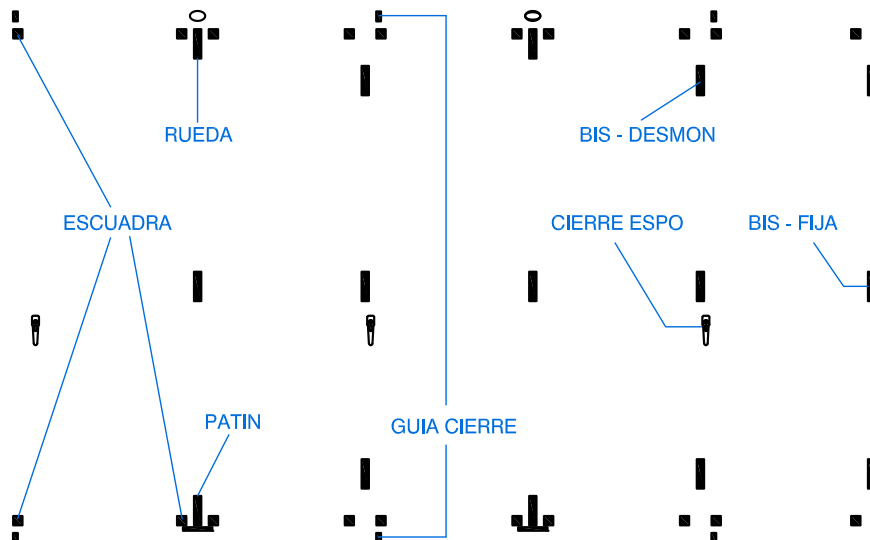 RUEDA
BIS - DESMON
ESCUADRA
CIERRE ESPO
BIS - FIJA
PATIN
GUIA CIERRE